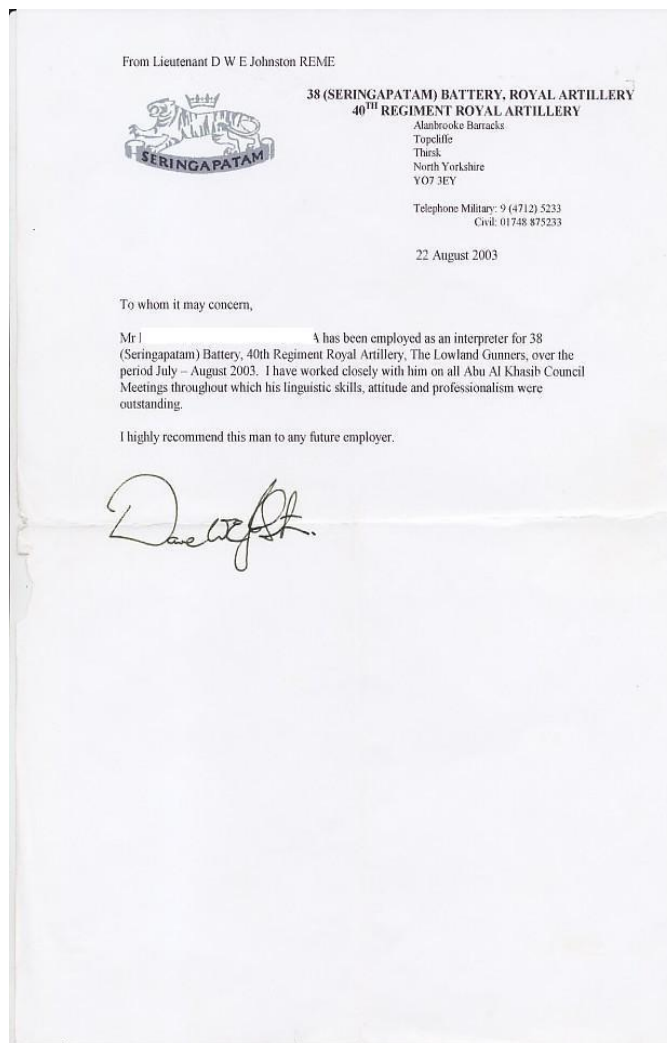 From Lieutenant D W E Johnston REME
SERINGAPATAM
38 (SERINGAPATAM) BATTERY, ROYAL ARTILLERY
40TH REGIMENT ROYAL ARTILLERY
Alanbrooke Barracks
Topcliffe
Thirsk
North Yorkshire
YO7 3EY
Telephone Military: 9 (4712) 5233
Civil: 01748 875233
22 August 2003
To whom it may concern,
Mr has been employed as an interpreter for 38
(Seringapatam) Battery, 40th Regiment Royal Artillery, The Lowland Gunners, over the
period July – August 2003. I have worked closely with him on all Abu Al Khasib Council
Meetings throughout which his linguistic skills, attitude and professionalism were
outstanding.
I highly recommend this man to any future employer.